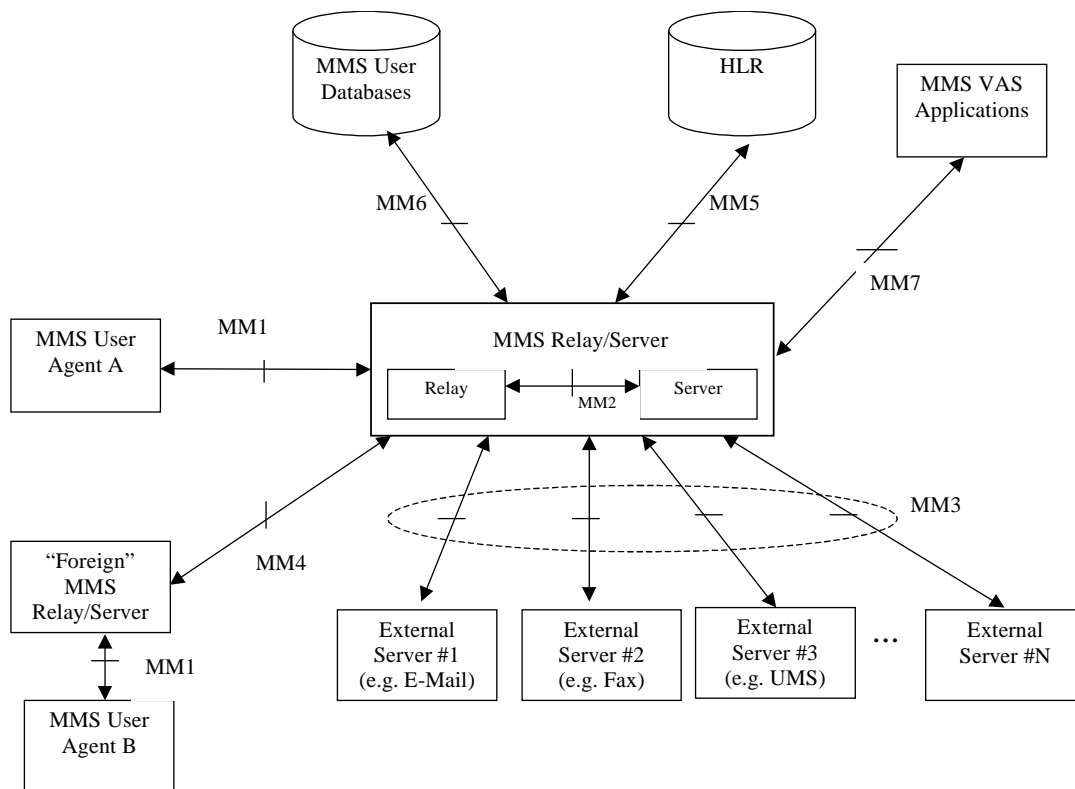 MMS User
Databases
HLR
MMS VAS
Applications
MM6
MM5
MM7
MM1
MMS User
Agent A
MMS Relay/Server
Relay
MM2
Server
MM3
“Foreign”
MMS
Relay/Server
MM4
MM1
External
Server #1
(e.g. E-Mail)
External
Server #2
(e.g. Fax)
External
Server #3
(e.g. UMS)
...
External
Server #N
MMS User
Agent B